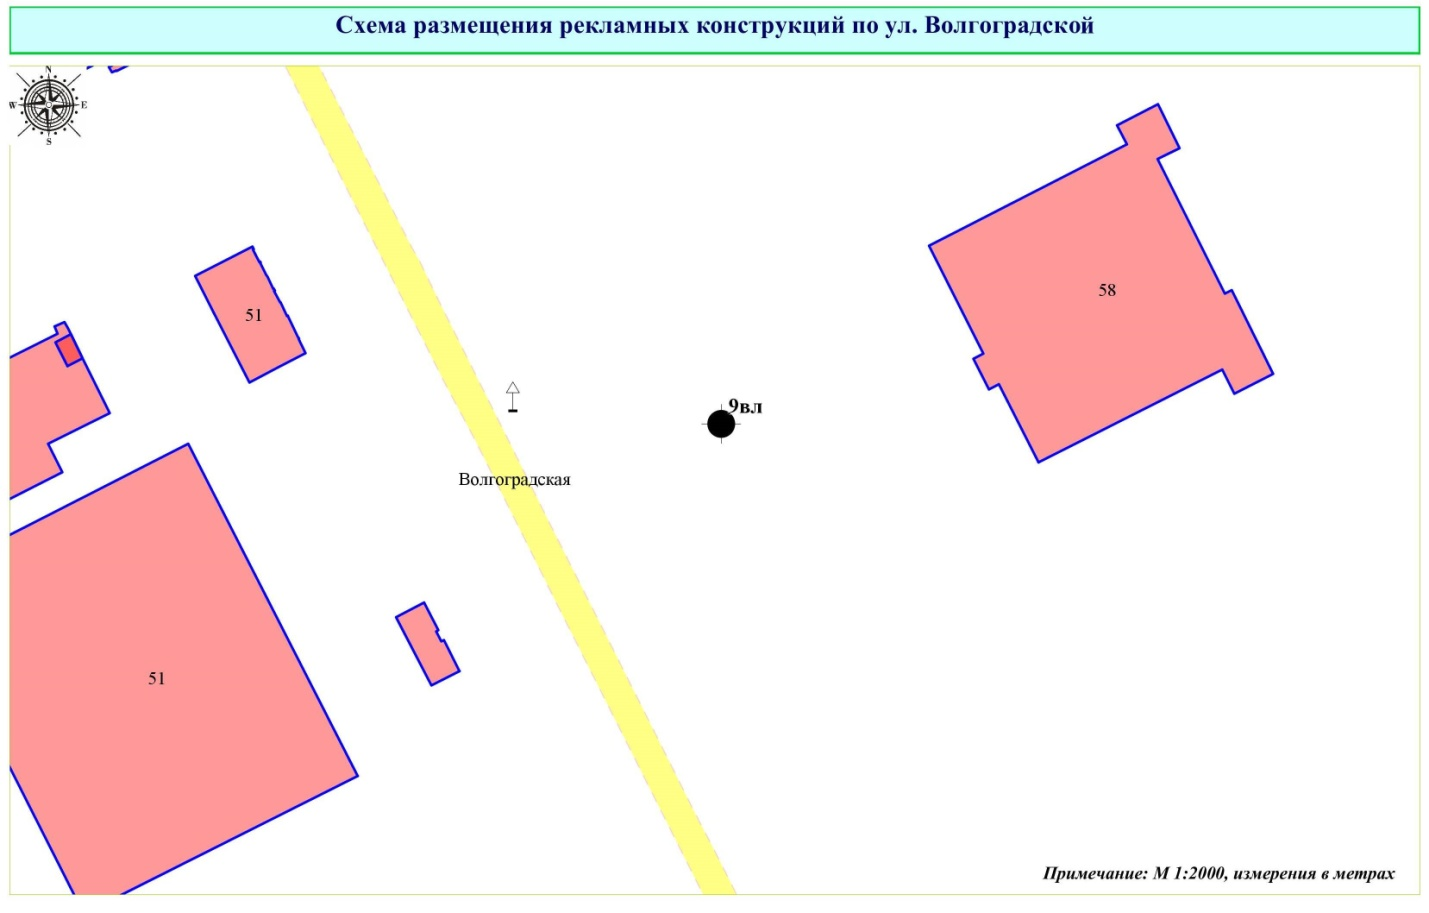 Схема размещения рекламных конструкций по ул. Волгоградской
N
W E
S
58
51
9вл
Волгоградская
51
Примечание: М 1:2000, измерения в метрах